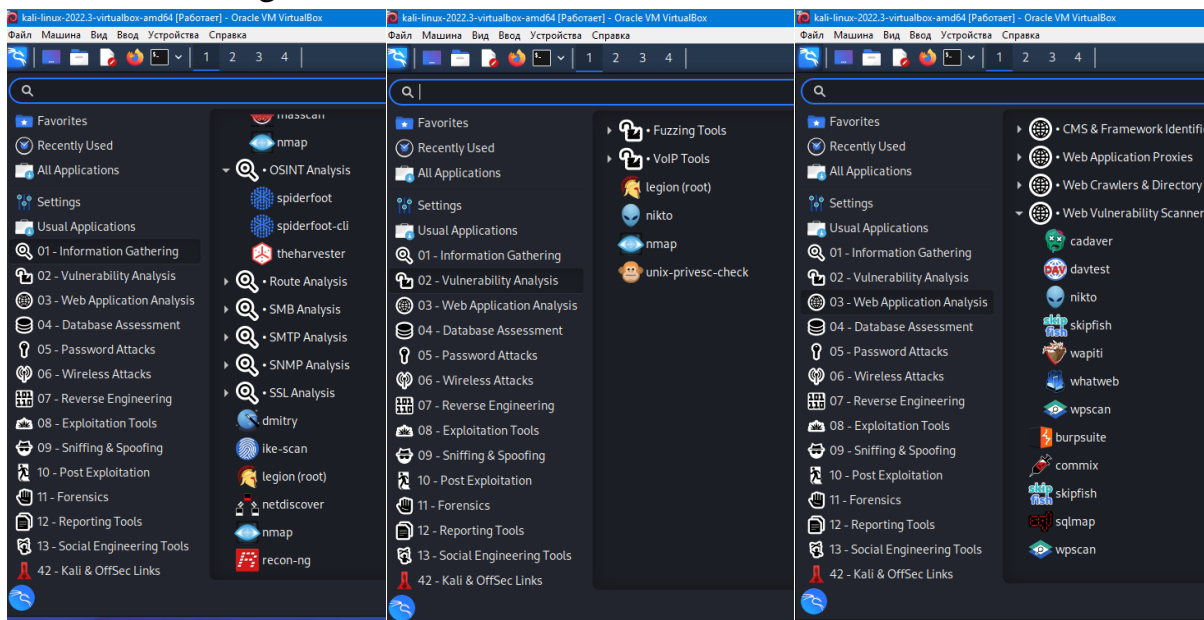 kali-linux-2022.3-virtualbox-amd64 [Работает] - Oracle VM VirtualBox
Файл Машина Вид Ввод Устройства Справка
1 2 3 4
Favorites
Recently Used
All Applications
Settings
Usual Applications
01 - Information Gathering
02 - Vulnerability Analysis
03 - Web Application Analysis
04 - Database Assessment
05 - Password Attacks
06 - Wireless Attacks
07 - Reverse Engineering
08 - Exploitation Tools
09 - Sniffing & Spoofing
10 - Post Exploitation
11 - Forensics
12 - Reporting Tools
13 - Social Engineering Tools
42 - Kali & OffSec Links
masscan
nmap
• OSINT Analysis
spiderfoot
spiderfoot-cli
theharvester
• Route Analysis
• SMB Analysis
• SMTP Analysis
• SNMP Analysis
• SSL Analysis
dmitry
ike-scan
legion (root)
netdiscover
nmap
recon-ng
kali-linux-2022.3-virtualbox-amd64 [Работает] - Oracle VM VirtualBox
Файл Машина Вид Ввод Устройства Справка
1 2 3 4
Favorites
Recently Used
All Applications
Settings
Usual Applications
01 - Information Gathering
02 - Vulnerability Analysis
03 - Web Application Analysis
04 - Database Assessment
05 - Password Attacks
06 - Wireless Attacks
07 - Reverse Engineering
08 - Exploitation Tools
09 - Sniffing & Spoofing
10 - Post Exploitation
11 - Forensics
12 - Reporting Tools
13 - Social Engineering Tools
42 - Kali & OffSec Links
• Fuzzing Tools
• VoIP Tools
legion (root)
nikto
nmap
unix-privesc-check
kali-linux-2022.3-virtualbox-amd64 [Работает] - Oracle VM VirtualBox
Файл Машина Вид Ввод Устройства Справка
1 2 3 4
Favorites
Recently Used
All Applications
Settings
Usual Applications
01 - Information Gathering
02 - Vulnerability Analysis
03 - Web Application Analysis
04 - Database Assessment
05 - Password Attacks
06 - Wireless Attacks
07 - Reverse Engineering
08 - Exploitation Tools
09 - Sniffing & Spoofing
10 - Post Exploitation
11 - Forensics
12 - Reporting Tools
13 - Social Engineering Tools
42 - Kali & OffSec Links
• CMS & Framework Identifi
• Web Application Proxies
• Web Crawlers & Directory
• Web Vulnerability Scanner
cadaver
DAV davtest
nikto
skip fish skipfish
wapiti
whatweb
wpscan
burpsuite
commix
skip fish skipfish
sqlmap
wpscan